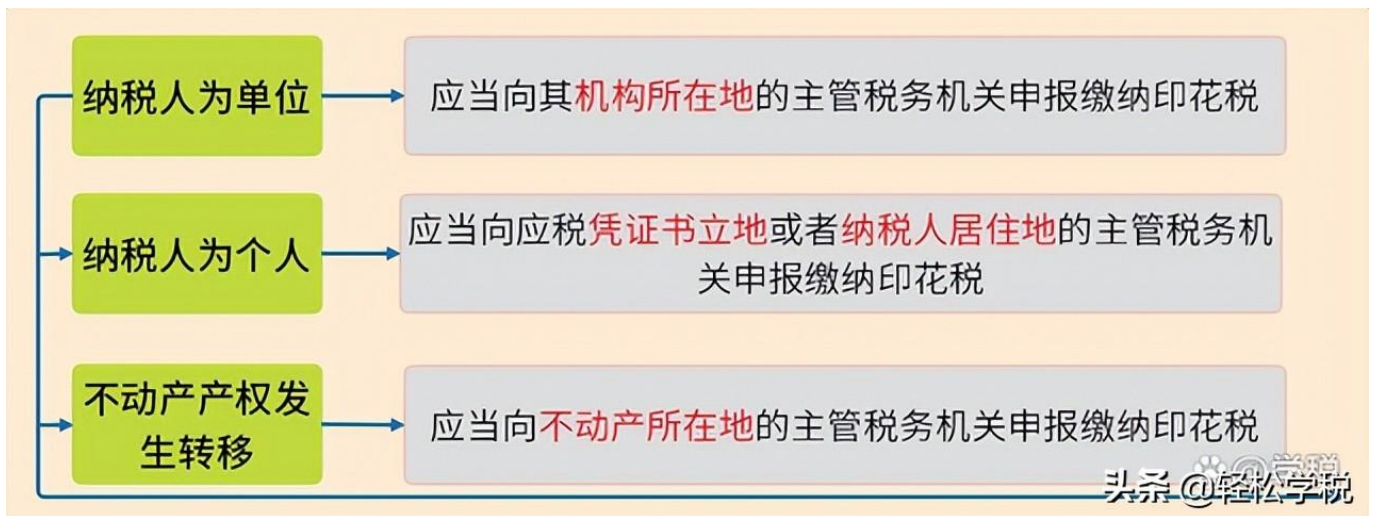 纳税人为单位
应当向其机构所在地的主管税务机关申报缴纳印花税
纳税人为个人
应当向应税凭证书立地或者纳税人居住地的主管税务机
关申报缴纳印花税
不动产产权发
生转移
应当向不动产所在地的主管税务机关申报缴纳印花税
头条 @轻松学税